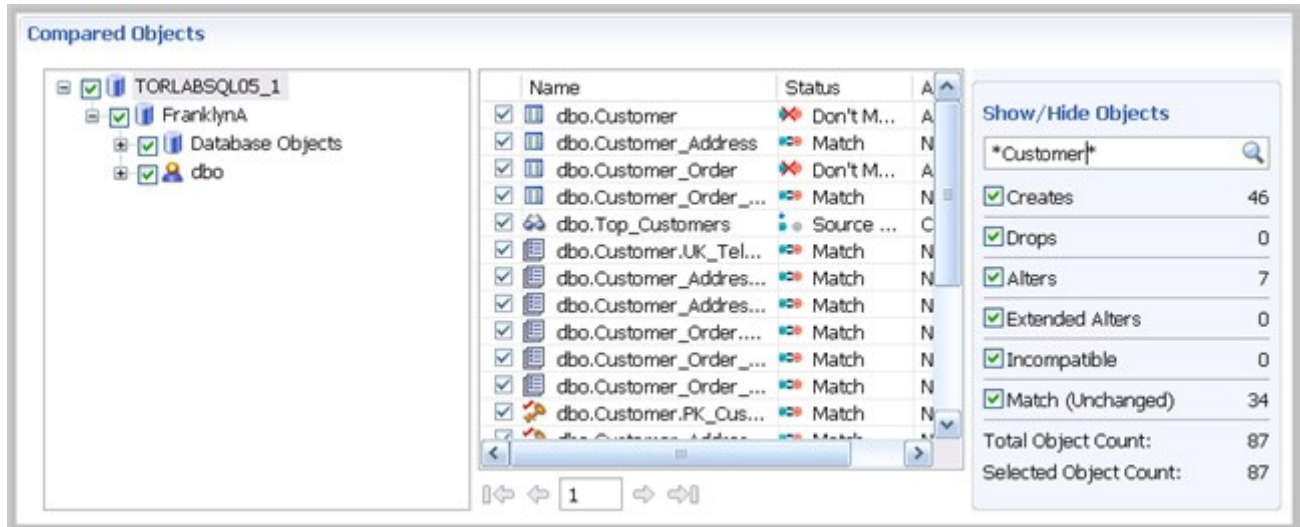 Compared Objects
TORLABSQL05_1
FranklynA
Database Objects
dbo
Name Status A
dbo.Customer Don't M... A
dbo.Customer_Address Match N
dbo.Customer_Order Don't M... A
dbo.Customer_Order_... Match N
dbo.Top_Customers Source ... C
dbo.Customer.UK_Tel... Match N
dbo.Customer_Addres... Match N
dbo.Customer_Addres... Match N
dbo.Customer_Order.... Match N
dbo.Customer_Order_... Match N
dbo.Customer_Order_... Match N
dbo.Customer.PK_Cus... Match N
dbo.Customer_Addres... Match N
1
Show/Hide Objects
*Customer*
Creates 46
Drops 0
Alters 7
Extended Alters 0
Incompatible 0
Match (Unchanged) 34
Total Object Count: 87
Selected Object Count: 87